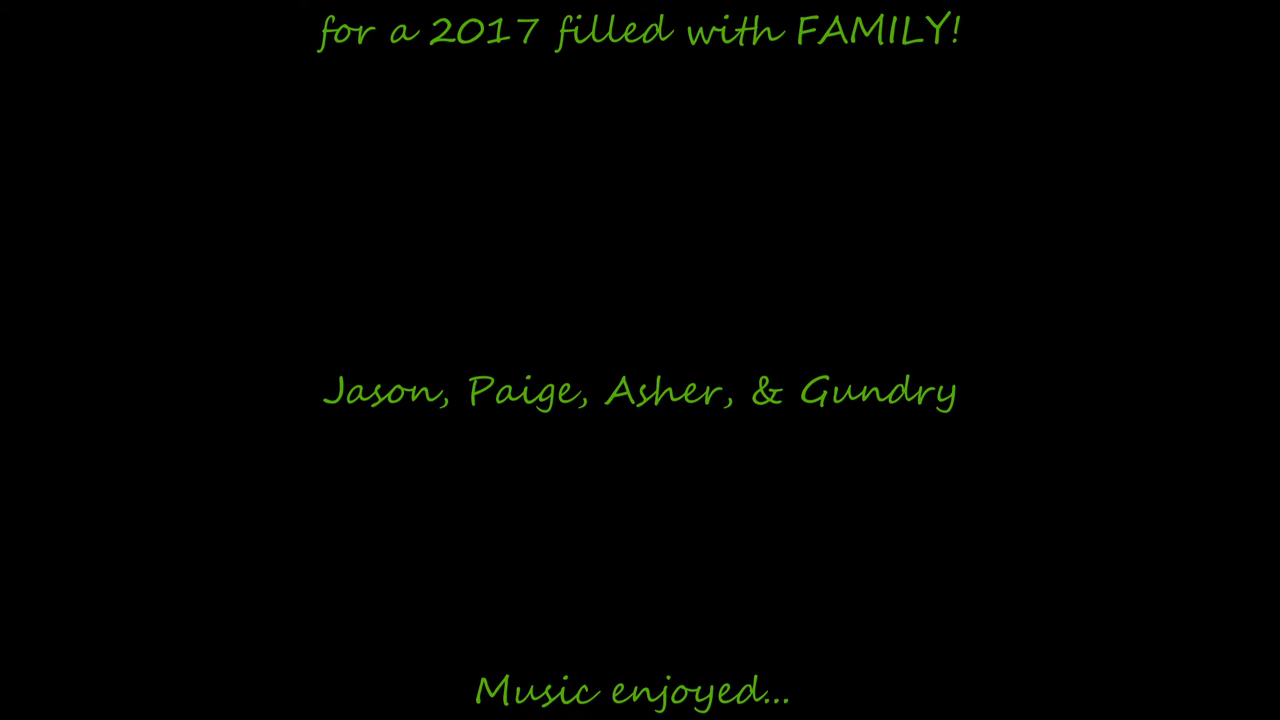 for a 2017 filled with FAMILY!
Jason, Paige, Asher, & Gundry
Music enjoyed...